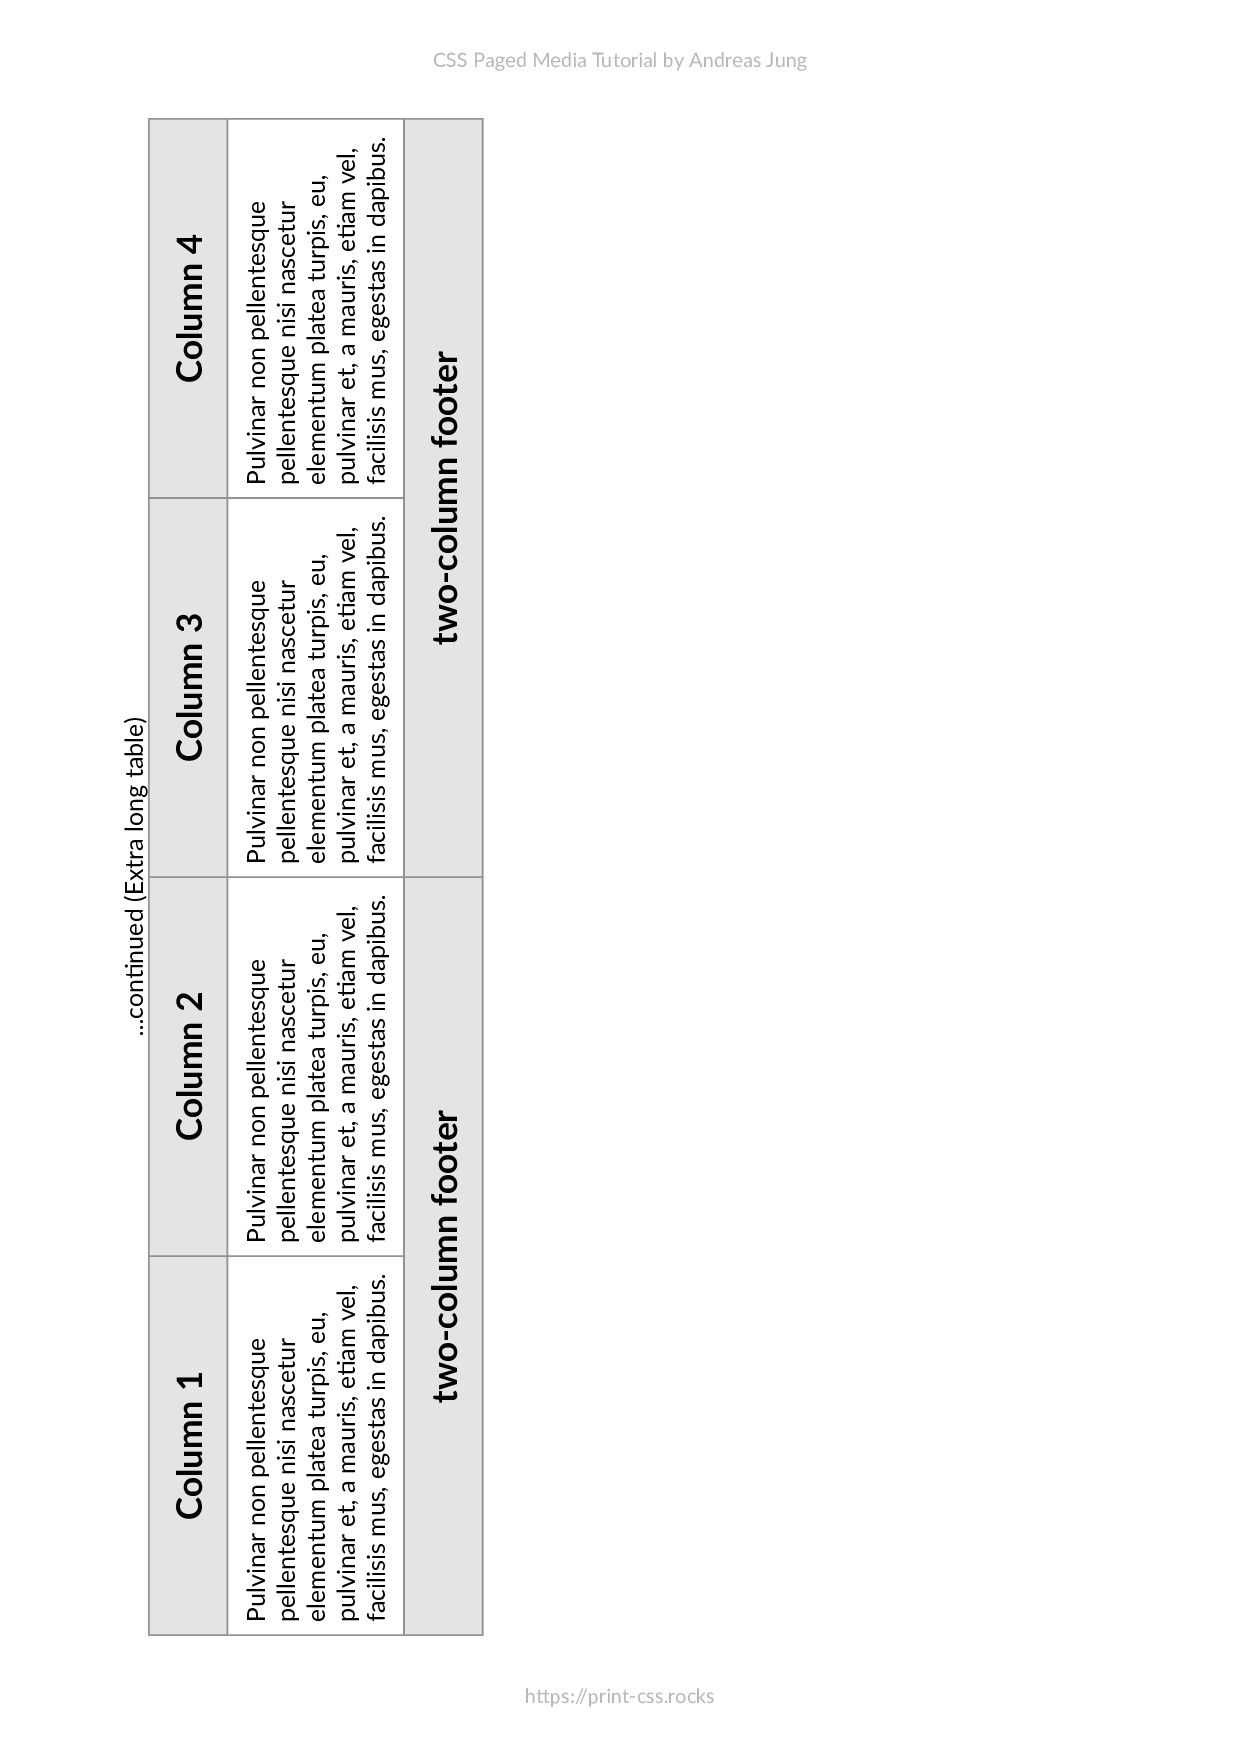 CSS Paged Media Tutorial by Andreas Jung
...continued (Extra long table)
Column 1
Column 2
Column 3
Column 4
Pulvinar non pellentesque
pellentesque nisi nascetur
elementum platea turpis, eu,
pulvinar et, a mauris, etiam vel,
facilisis mus, egestas in dapibus.
Pulvinar non pellentesque
pellentesque nisi nascetur
elementum platea turpis, eu,
pulvinar et, a mauris, etiam vel,
facilisis mus, egestas in dapibus.
Pulvinar non pellentesque
pellentesque nisi nascetur
elementum platea turpis, eu,
pulvinar et, a mauris, etiam vel,
facilisis mus, egestas in dapibus.
Pulvinar non pellentesque
pellentesque nisi nascetur
elementum platea turpis, eu,
pulvinar et, a mauris, etiam vel,
facilisis mus, egestas in dapibus.
two-column footer
two-column footer
https://print-css.rocks